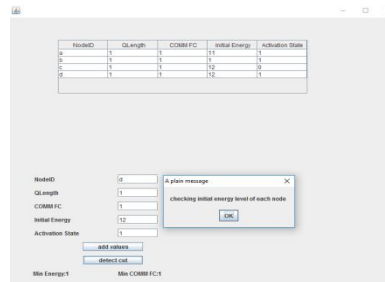 NodeID QLength COMM FC Initial Energy Activation State
a 1 1 11 1
b 1 1 1 1
c 1 1 12 0
d 1 1 12 1
NodeID d
QLength 1
COMM FC 1
Initial Energy 12
Activation State 1
add values
detect cut
Min Energy:1 Min COMM FC:1
A plain message
checking initial energy level of each node
OK